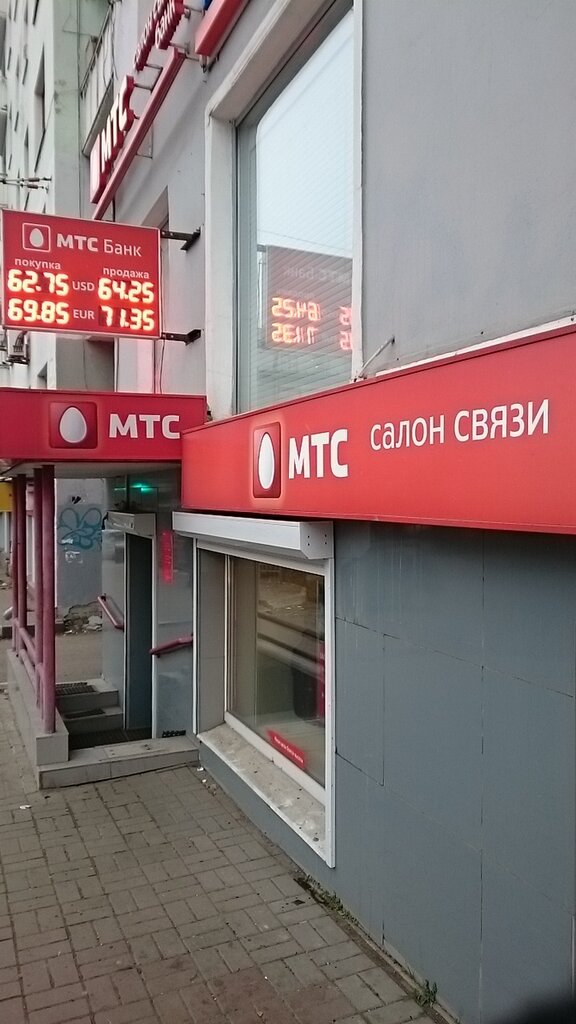 МТС
банк
МТС Банк
покупка продажа
62.75 USD 64.25
69.85 EUR 71.35
МТС
МТС салон связи